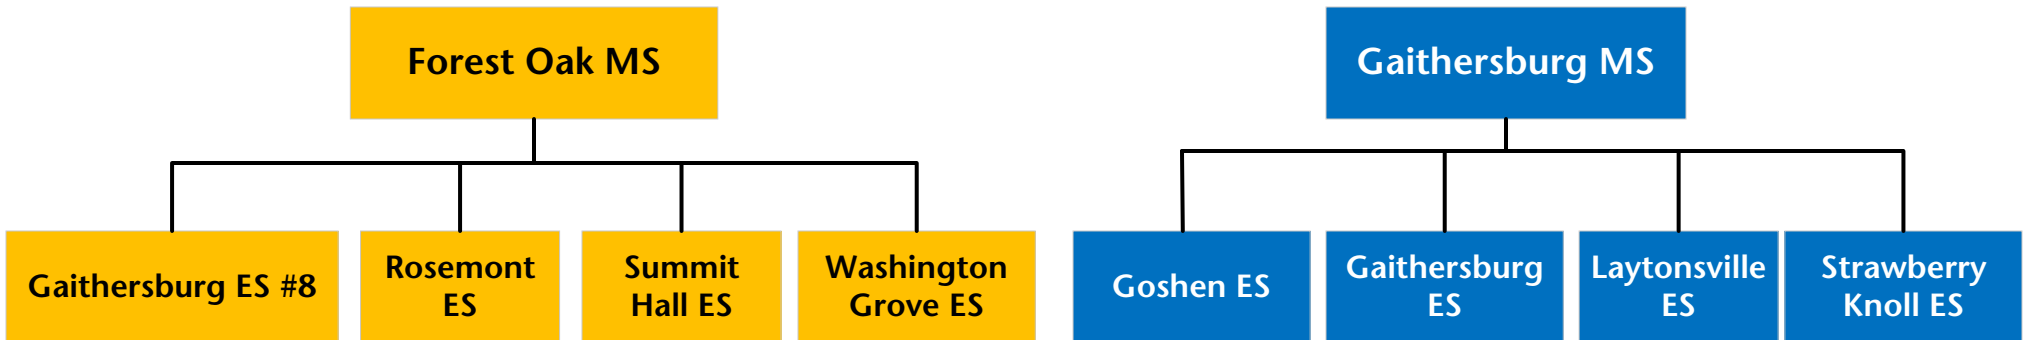 Forest Oak MS
Gaithersburg MS
Gaithersburg ES #8
Rosemont
ES
Summit
Hall ES
Washington
Grove ES
Goshen ES
Gaithersburg
ES
Laytonsville
ES
Strawberry
Knoll ES